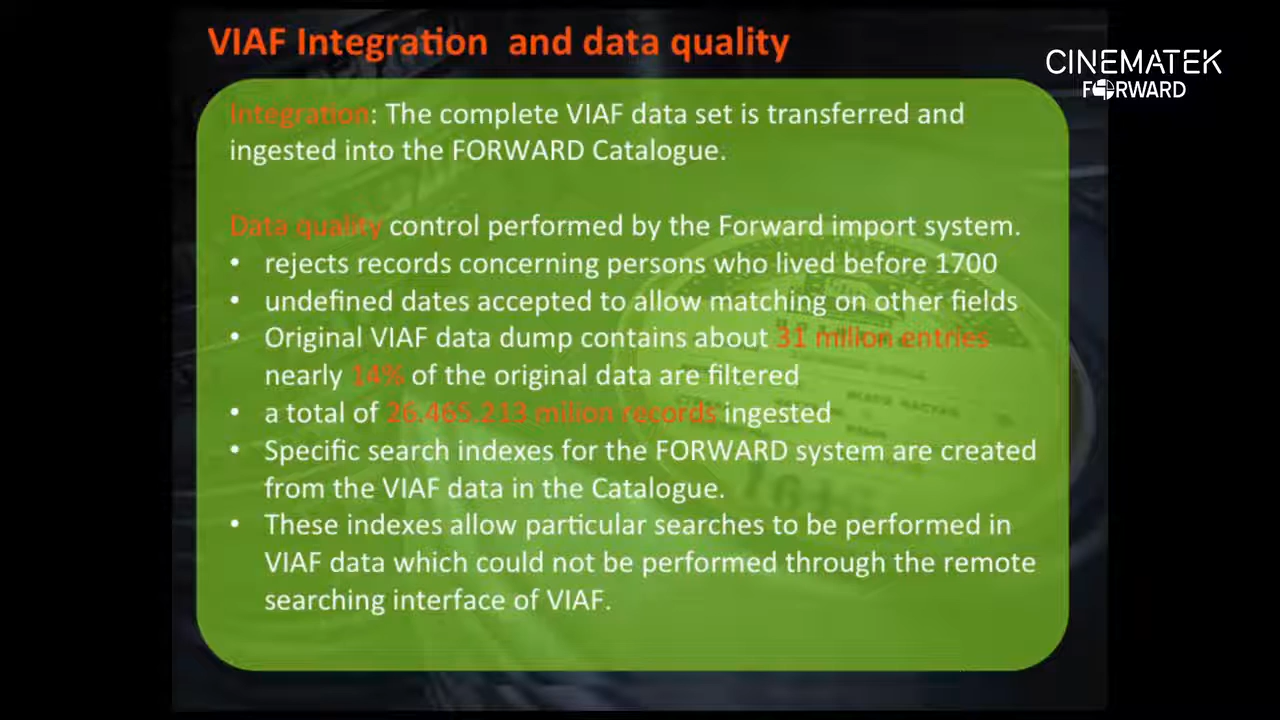 VIAF Integration and data quality
CINEMATEK
FORWARD
Integration: The complete VIAF data set is transferred and
ingested into the FORWARD Catalogue.
Data quality control performed by the Forward import system.
• rejects records concerning persons who lived before 1700
• undefined dates accepted to allow matching on other fields
• Original VIAF data dump contains about 31 million entries
nearly 14% of the original data are filtered
• a total of 26.465.213 milion records ingested
• Specific search indexes for the FORWARD system are created
from the VIAF data in the Catalogue.
• These indexes allow particular searches to be performed in
VIAF data which could not be performed through the remote
searching interface of VIAF.